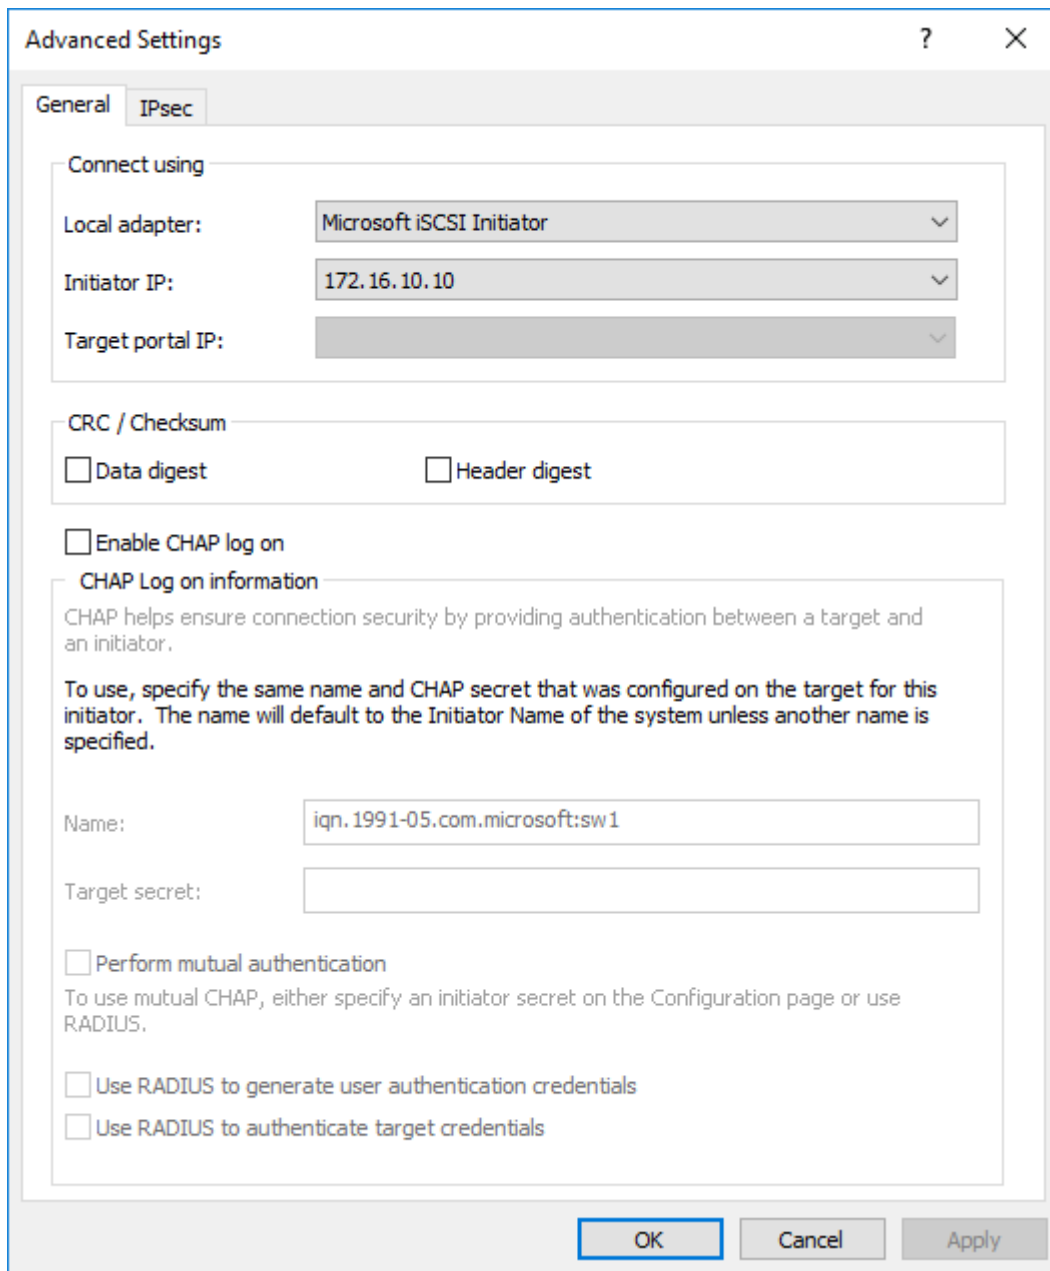 Advanced Settings
?
General
IPsec
Connect using
Local adapter:
Microsoft iSCSI Initiator
Initiator IP:
172.16.10.10
Target portal IP:
CRC / Checksum
Data digest
Header digest
Enable CHAP log on
CHAP Log on information
CHAP helps ensure connection security by providing authentication between a target and
an initiator.
To use, specify the same name and CHAP secret that was configured on the target for this
initiator.  The name will default to the Initiator Name of the system unless another name is
specified.
Name:
iqn.1991-05.com.microsoft:sw1
Target secret:
Perform mutual authentication
To use mutual CHAP, either specify an initiator secret on the Configuration page or use
RADIUS.
Use RADIUS to generate user authentication credentials
Use RADIUS to authenticate target credentials
OK
Cancel
Apply